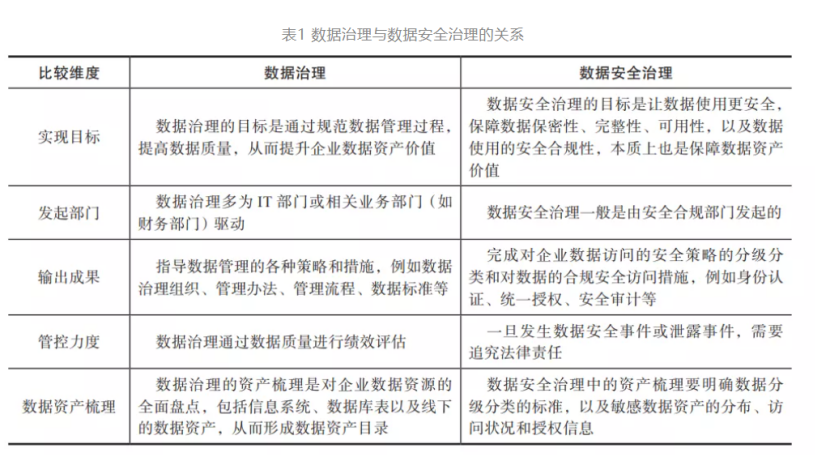 表1 数据治理与数据安全治理的关系
比较维度
数据治理
数据安全治理
实现目标
数据治理的目标是通过规范数据管理过程，
提高数据质量，从而提升企业数据资产价值
数据安全治理的目标是让数据使用更安全，
保障数据保密性、完整性、可用性，以及数据
使用的安全合规性，本质上也是保障数据资产
价值
发起部门
数据治理多为 IT 部门或相关业务部门（如
财务部门）驱动
数据安全治理一般是由安全合规部门发起的
输出成果
指导数据管理的各种策略和措施，例如数据
治理组织、管理办法、管理流程、数据标准等
完成对企业数据访问的安全策略的分级分
类和对数据的合规安全访问措施，例如身份认
证、统一授权、安全审计等
管控力度
数据治理通过数据质量进行绩效评估
一旦发生数据安全事件或泄露事件，需要
追究法律责任
数据资产梳理
数据治理的资产梳理是对企业数据资源的
全面盘点，包括信息系统、数据库表以及线下
的数据资产，从而形成数据资产目录
数据安全治理中的资产梳理要明确数据分
级分类的标准，以及敏感数据资产的分布、访
问状况和授权信息